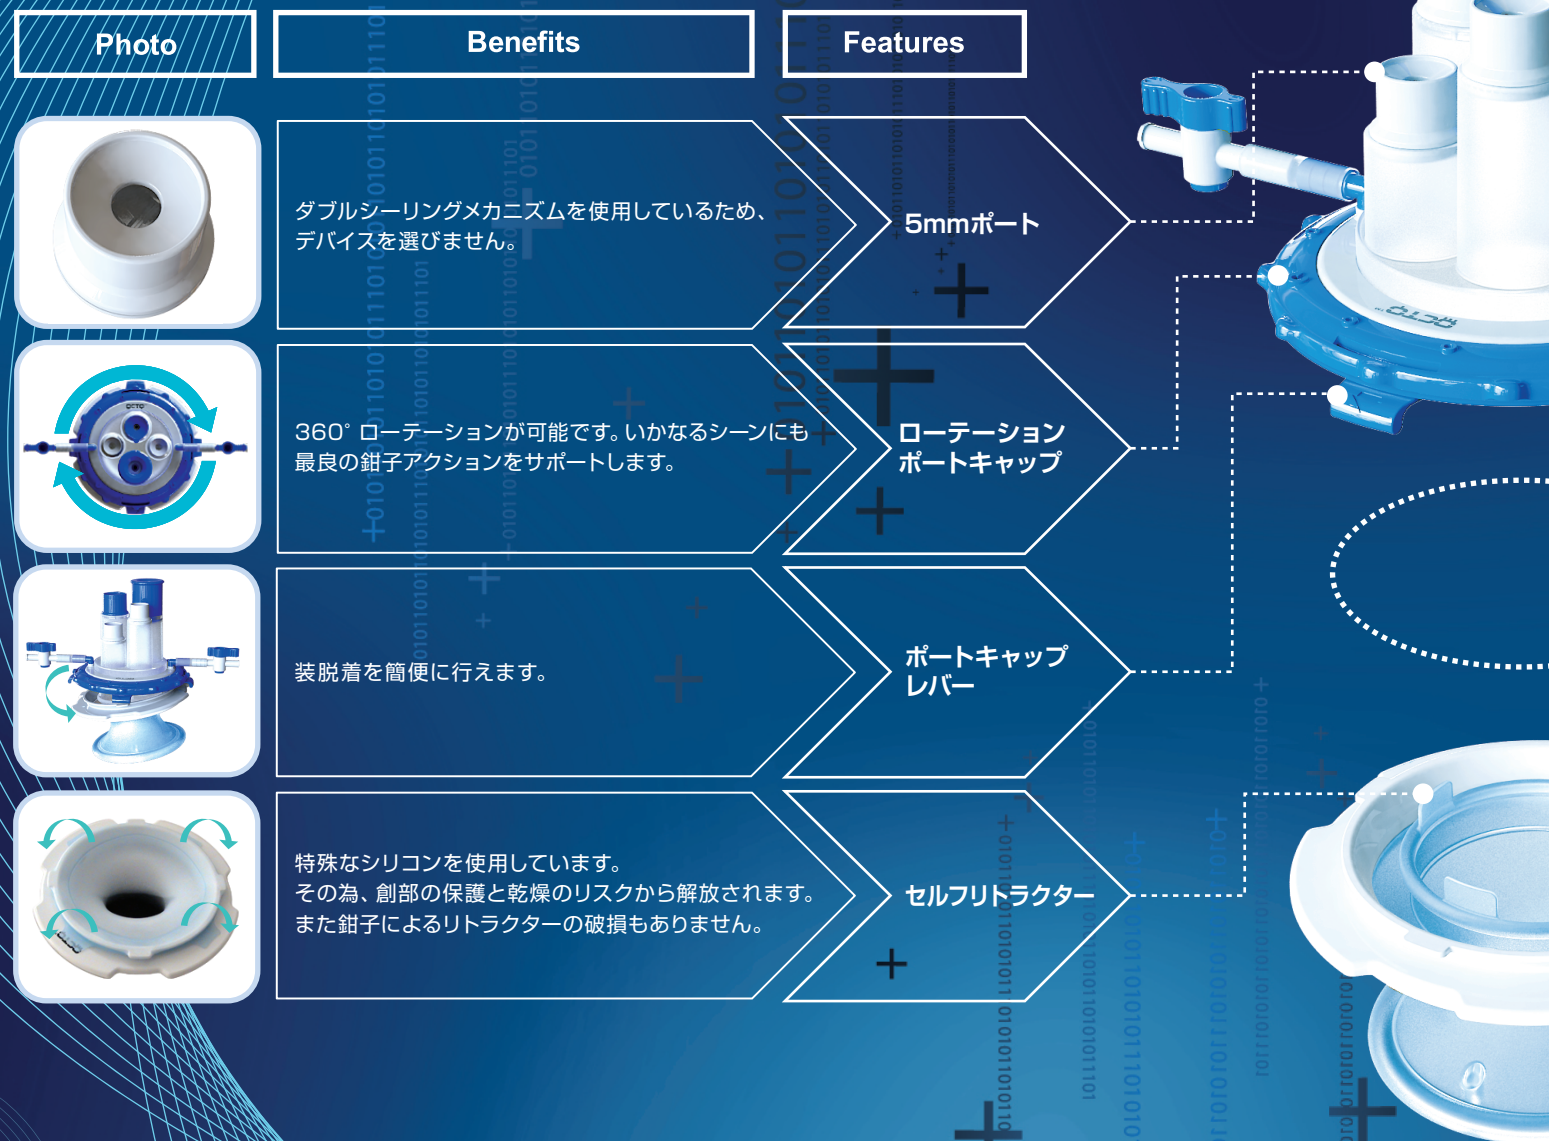 Photo
Benefits
Features
ダブルシーリングメカニズムを使用しているため、
デバイスを選びません。
5mmポート
360°ローテーションが可能です。いかなるシーンにも
最良の鉗子アクションをサポートします。
ローテーション
ポートキャップ
装脱着を簡便に行えます。
ポートキャップ
レバー
特殊なシリコンを使用しています。
その為、創部の保護と乾燥のリスクから解放されます。
また鉗子によるリトラクターの破損もありません。
セルフリトラクター
OCTO™
OCTO
OCTO